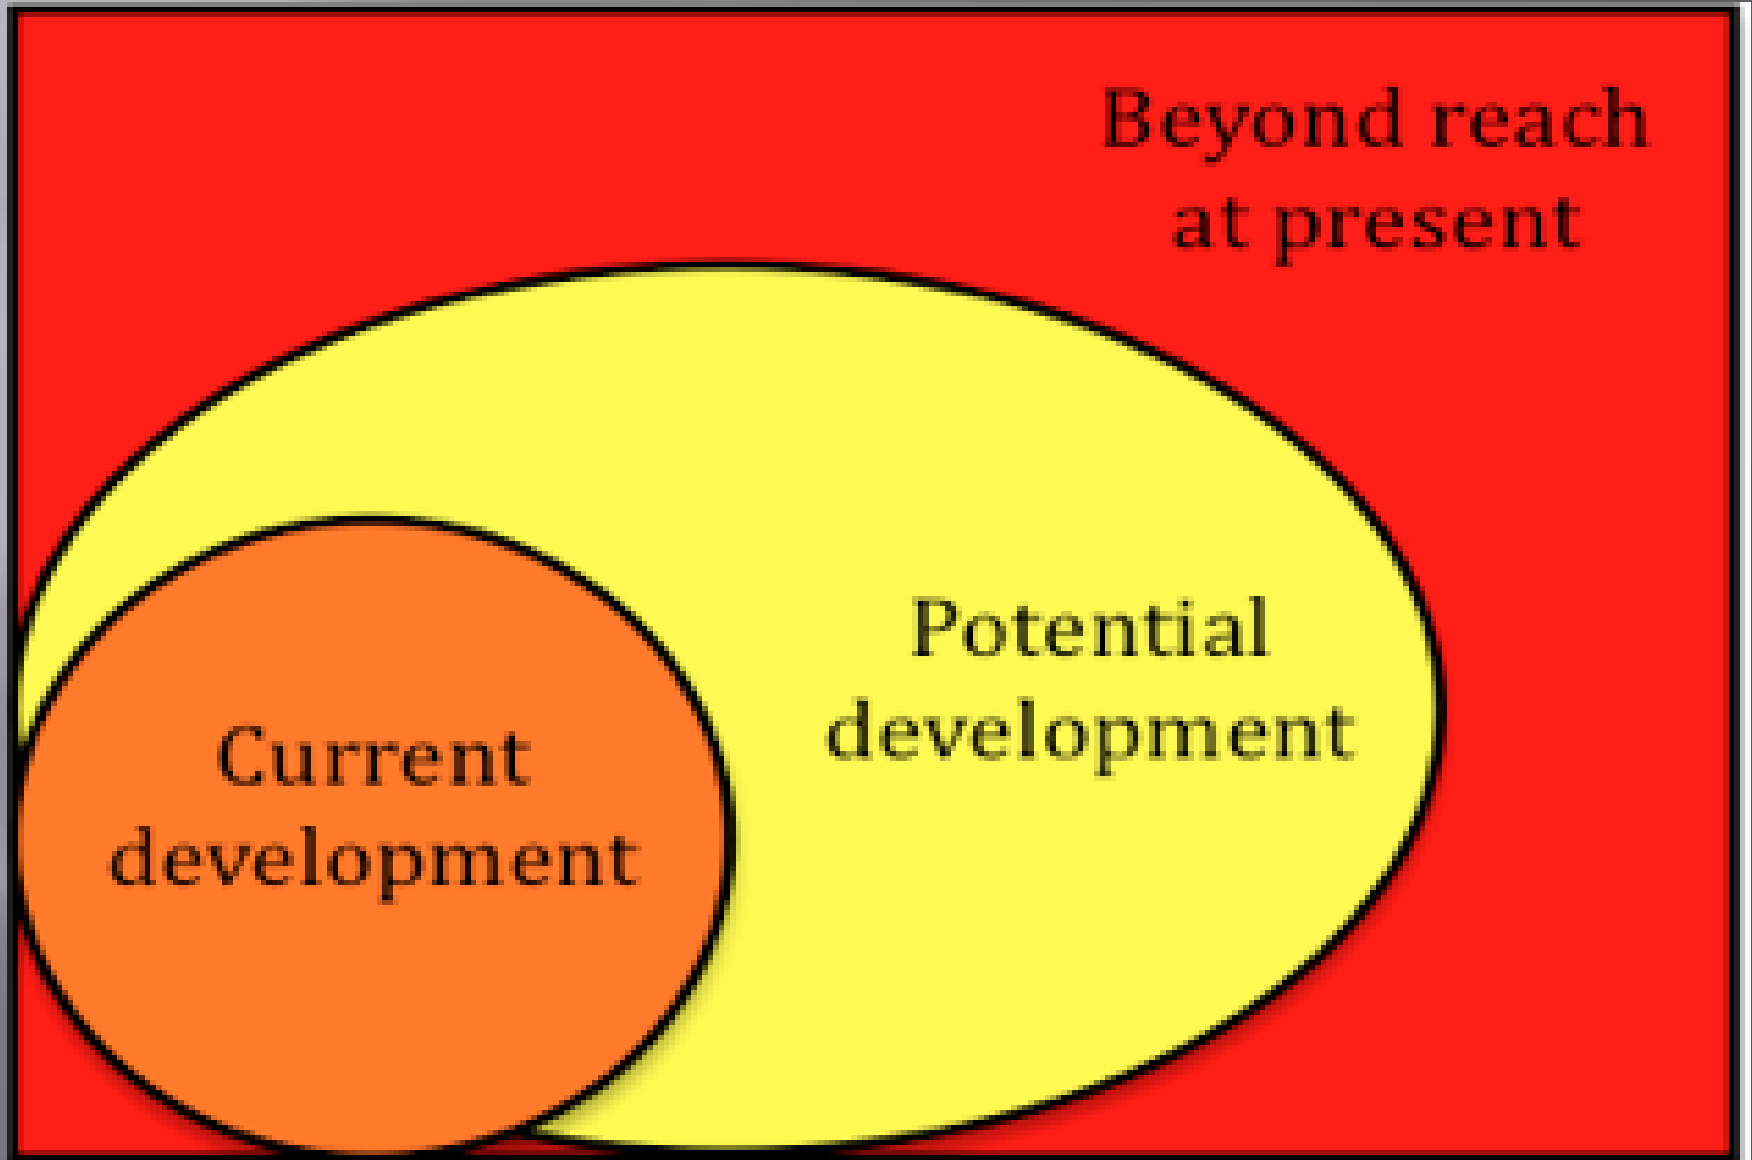 Beyond reach
at present
Potential
development
Current
development